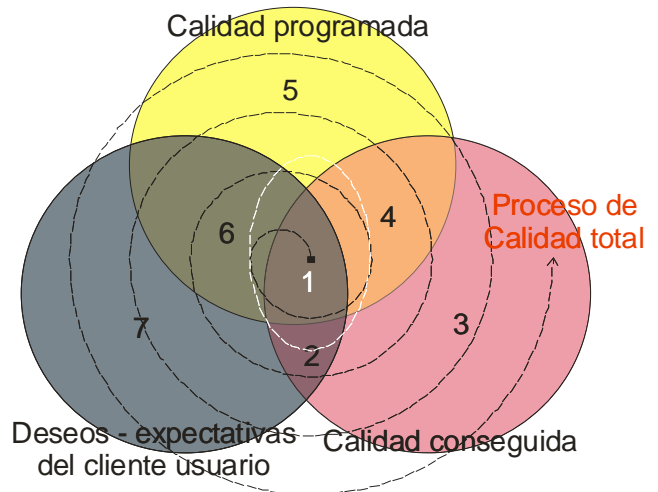 Calidad programada
5
6
4
Proceso de
Calidad total
1
7
2
3
Deseos - expectativas
del cliente usuario
Calidad conseguida